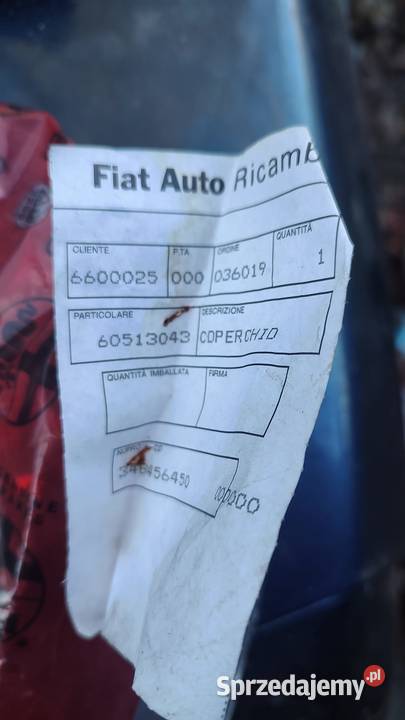 Fiat Auto Ricamb
CLIENTE P.TA ORDINE QUANTITÀ
6600025 000 036019 1
PARTICOLARE DESCRIZIONE
60513043 COPERCHIO
QUANTITÀ IMBALLATA FIRMA
000000
Sprzedajemy.pl